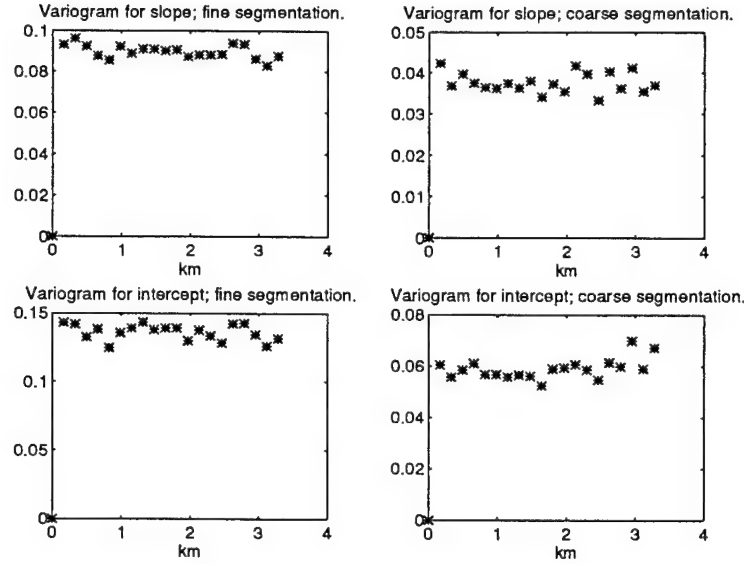 Variogram for slope; fine segmentation.
0.1
0.08
0.06
0.04
0.02
0
0 1 2 3 4
km
Variogram for slope; coarse segmentation.
0.05
0.04
0.03
0.02
0.01
0
0 1 2 3 4
km
Variogram for intercept; fine segmentation.
0.15
0.1
0.05
0
0 1 2 3 4
km
Variogram for intercept; coarse segmentation.
0.08
0.06
0.04
0.02
0
0 1 2 3 4
km